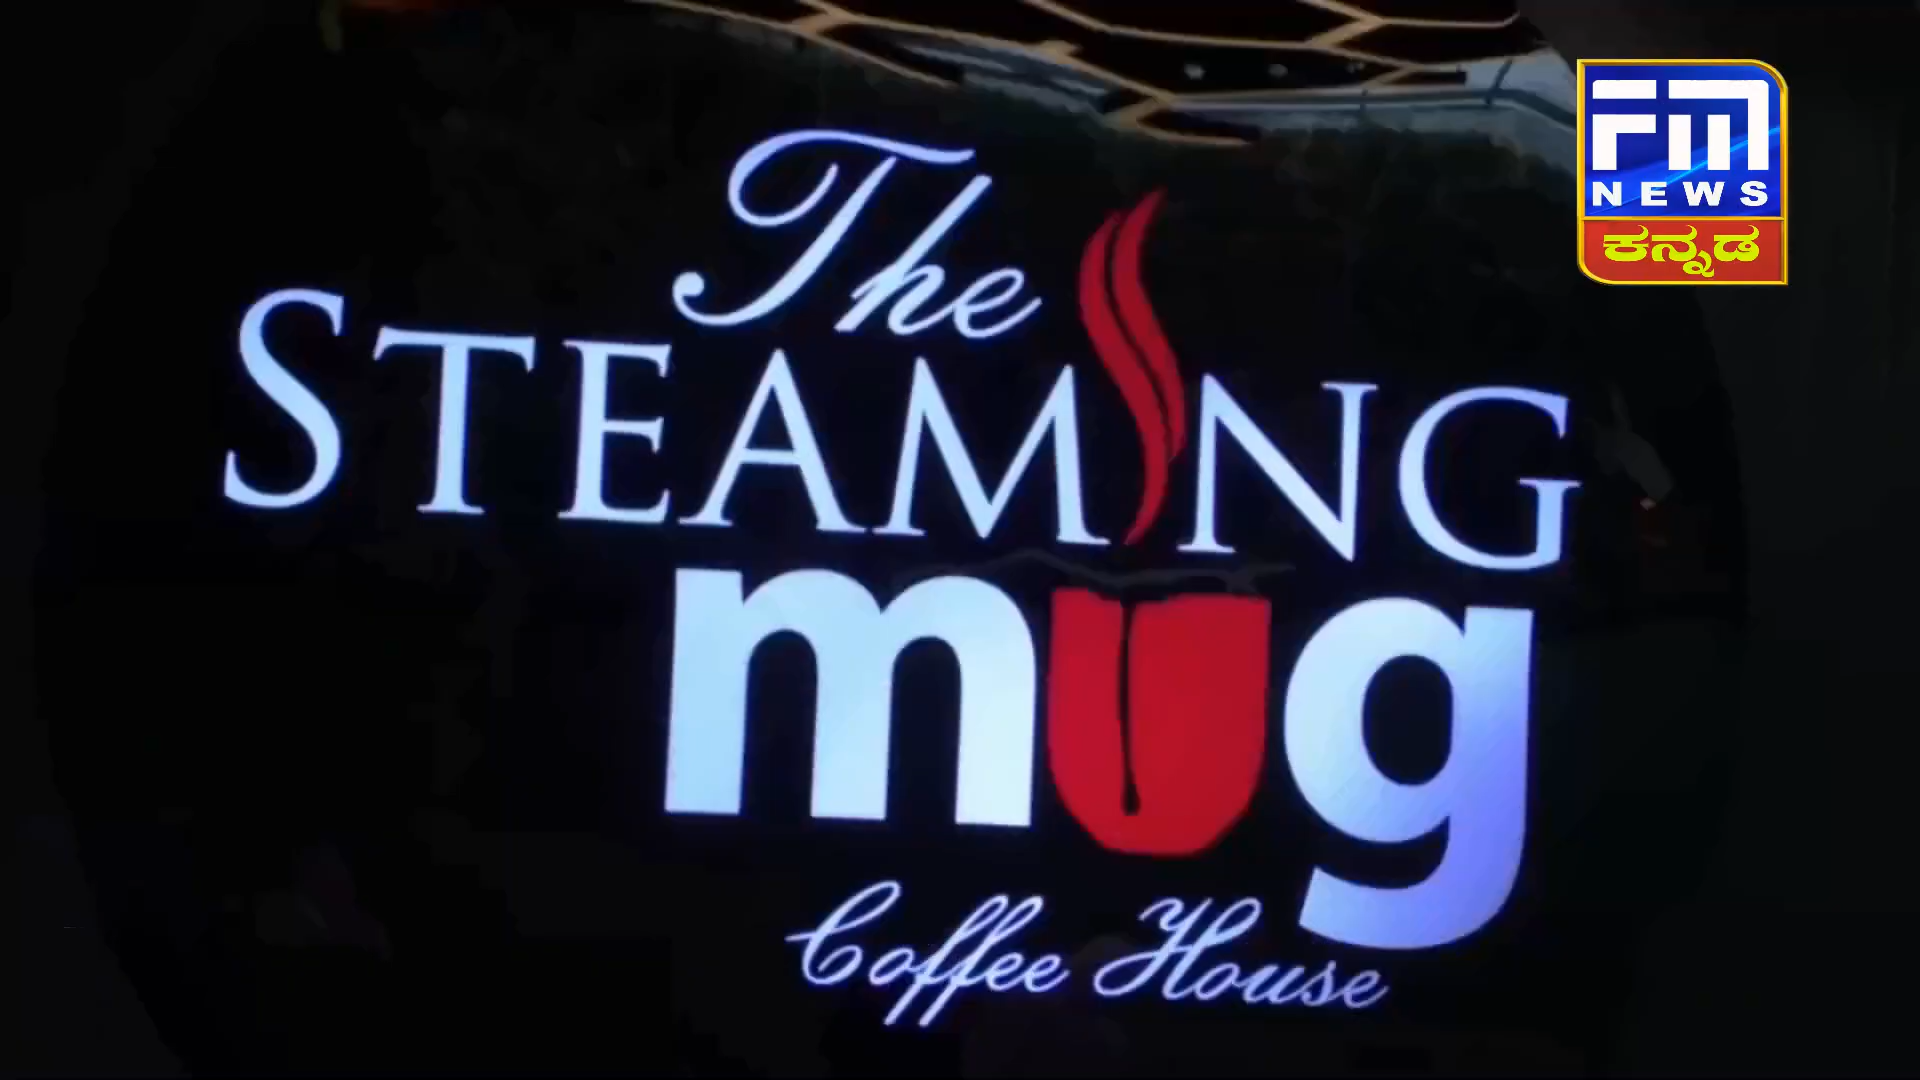 The
STEAMING
mug
Coffee House
FM
NEWS
ಕನ್ನಡ